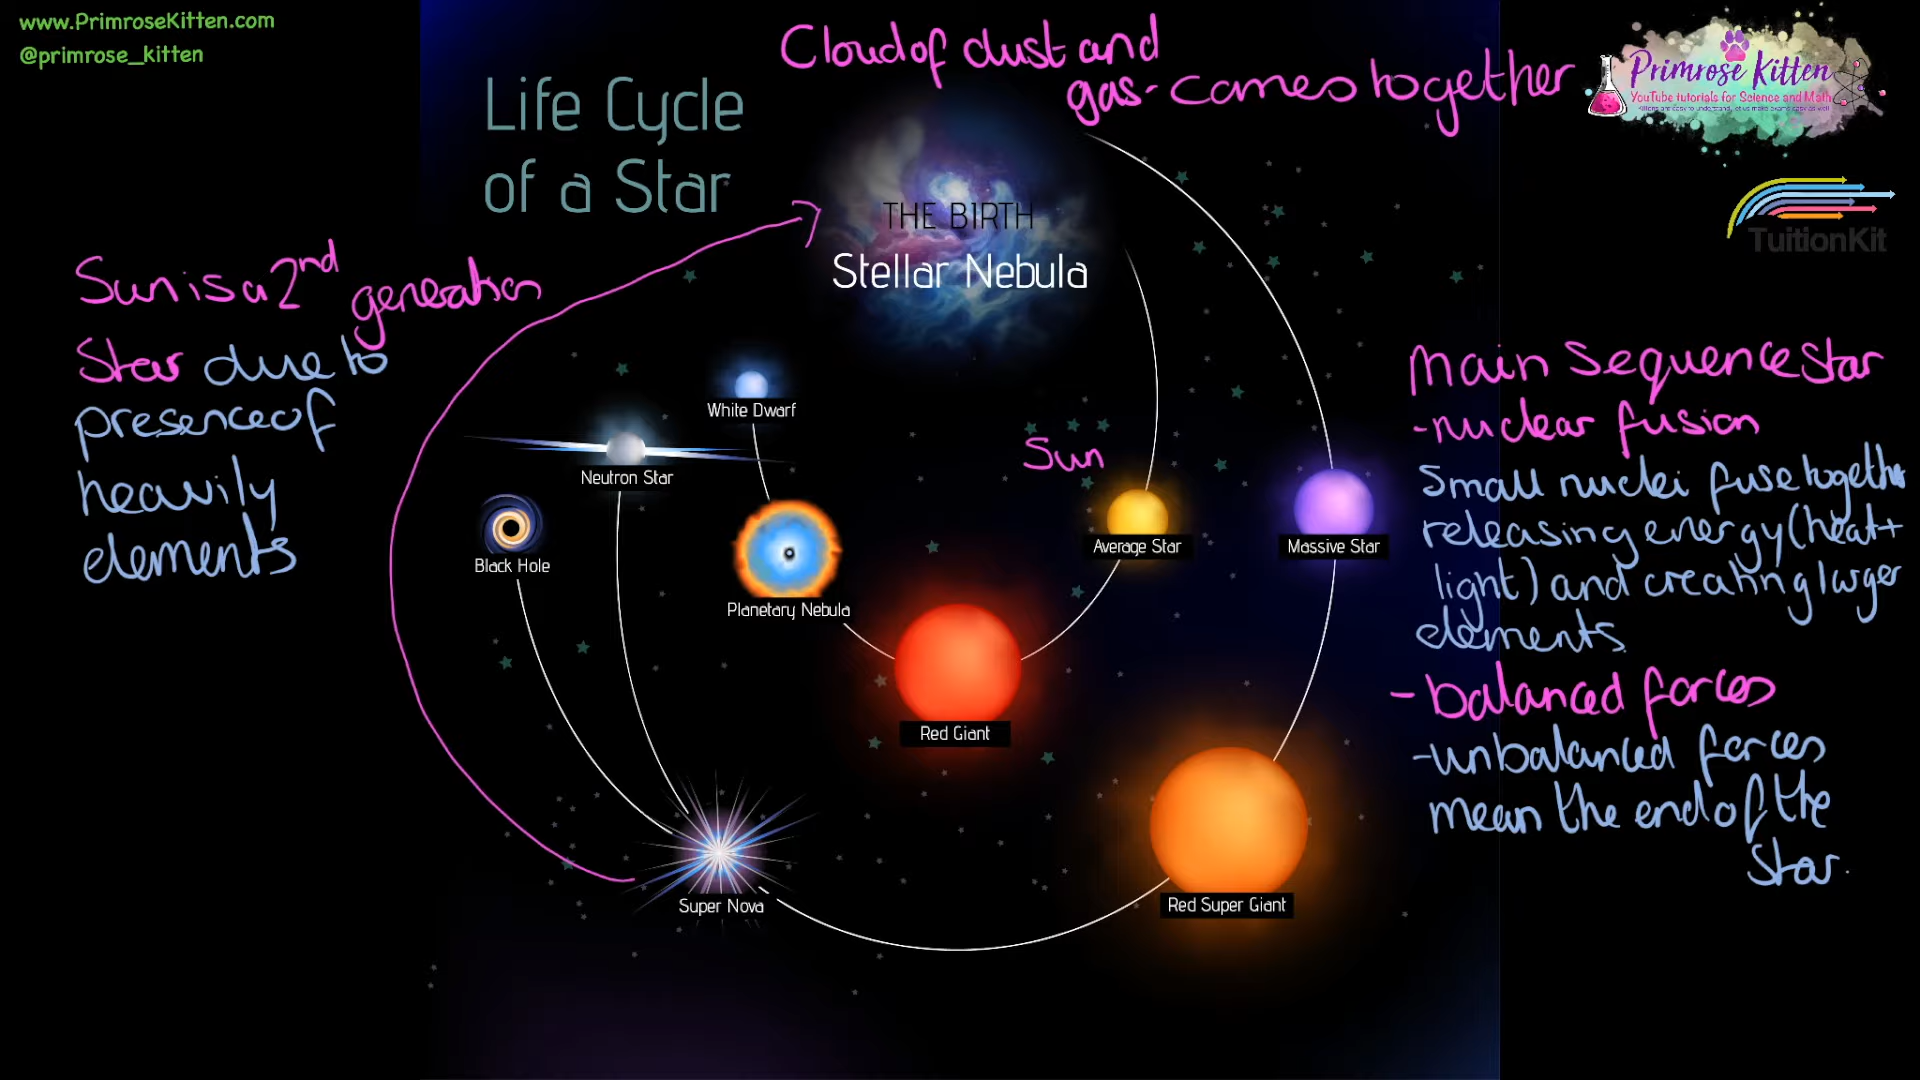 www.PrimroseKitten.com
@primrose_kitten
Cloud of dust and
gas - comes together
Primrose Kitten
YouTube tutorials for Science and Math
TuitionKit
Life Cycle
of a Star
THE BIRTH
Stellar Nebula
Sun is a 2nd generation
Star due to
presence of
heavily
elements
White Dwarf
Neutron Star
Black Hole
Planetary Nebula
Sun
Average Star
Massive Star
Red Giant
Red Super Giant
Super Nova
Main Sequence Star
- nuclear fusion
Small nuclei fuse together
releasing energy (heat +
light) and creating larger
elements.
- balanced forces
- unbalanced forces
mean the end of the
star.